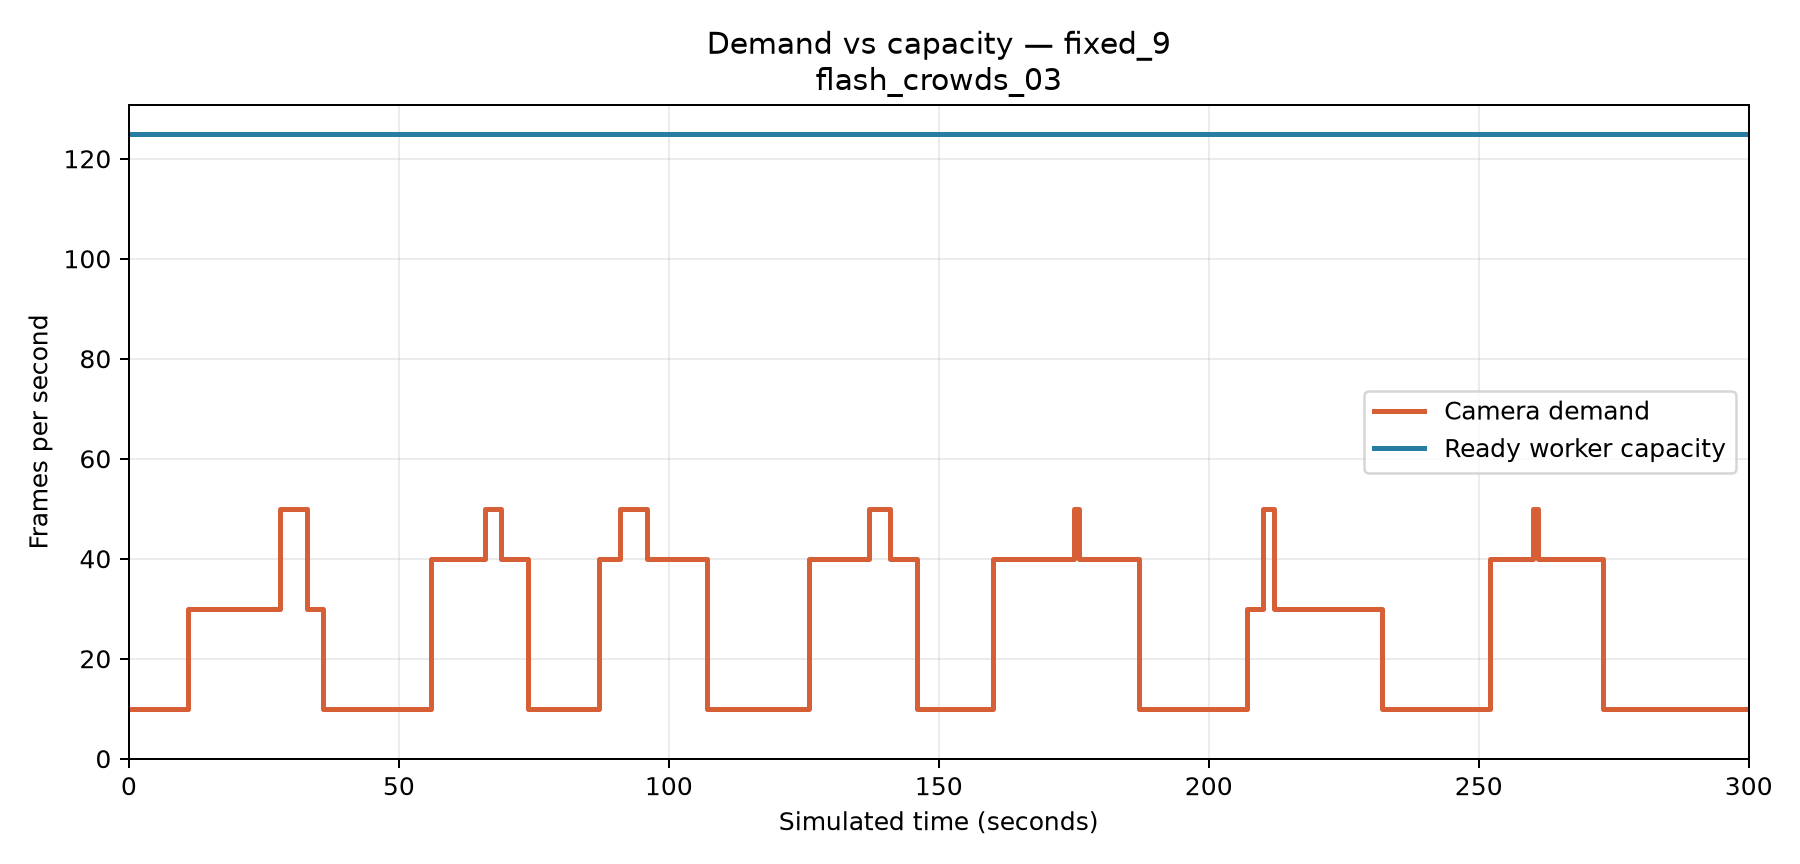 Demand vs capacity — fixed_9
flash_crowds_03
Frames per second
120
100
80
60
40
20
0
Camera demand
Ready worker capacity
0 50 100 150 200 250 300
Simulated time (seconds)